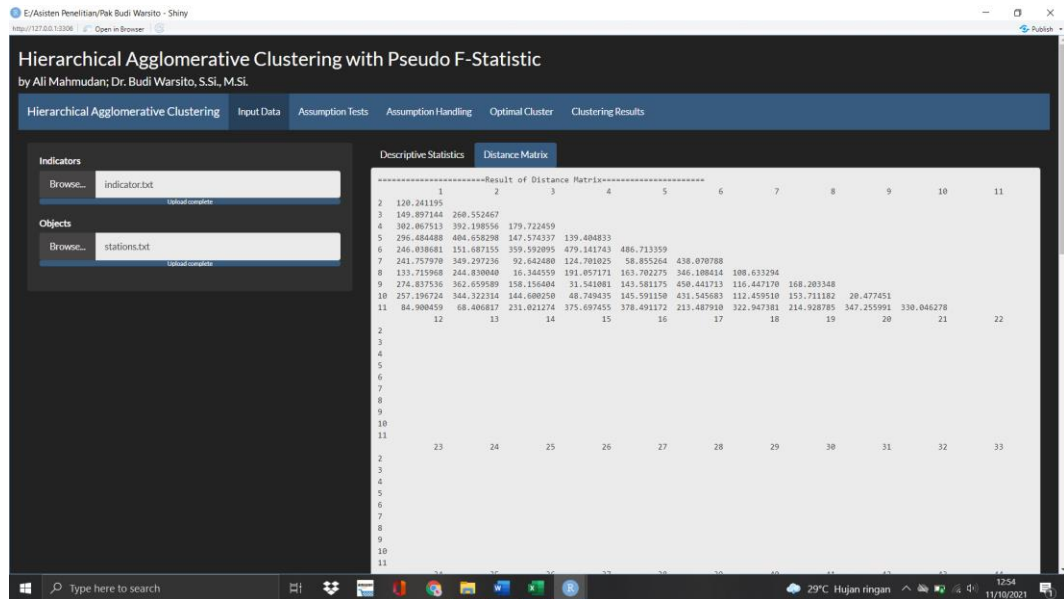 E:/Asisten Penelitian/Pak Budi Warsito - Shiny
http://127.0.0.1:3306 Open in Browser Publish
Hierarchical Agglomerative Clustering with Pseudo F-Statistic
by Ali Mahmudan; Dr. Budi Warsito, S.Si., M.Si.
Hierarchical Agglomerative Clustering Input Data Assumption Tests Assumption Handling Optimal Cluster Clustering Results
Indicators
Browse... indicator.txt
Upload complete
Objects
Browse... stations.txt
Upload complete
Descriptive Statistics Distance Matrix
=======================Result of Distance Matrix======================
1 2 3 4 5 6 7 8 9 10 11
2 120.241195
3 149.897144 260.552467
4 302.067513 392.198556 179.722459
5 296.484488 404.658298 147.574337 139.404833
6 246.038681 151.687155 359.592095 479.141743 486.713359
7 241.757970 349.297236 92.642480 124.701025 58.855264 438.070788
8 133.715968 244.830040 16.344559 191.057171 163.702275 346.108414 108.633294
9 274.837536 362.659589 158.156404 31.541081 143.581175 450.441713 116.447170 168.203348
10 257.196724 344.322314 144.600250 48.749435 145.591150 431.545683 112.459510 153.711182 20.477451
11 84.900459 68.406817 231.021274 375.697455 378.491172 213.487910 322.947381 214.928785 347.255991 330.046278
12 13 14 15 16 17 18 19 20 21 22
2
3
4
5
6
7
8
9
10
11
23 24 25 26 27 28 29 30 31 32 33
2
3
4
5
6
7
8
9
10
11
Type here to search
29°C Hujan ringan
12:54
11/10/2021